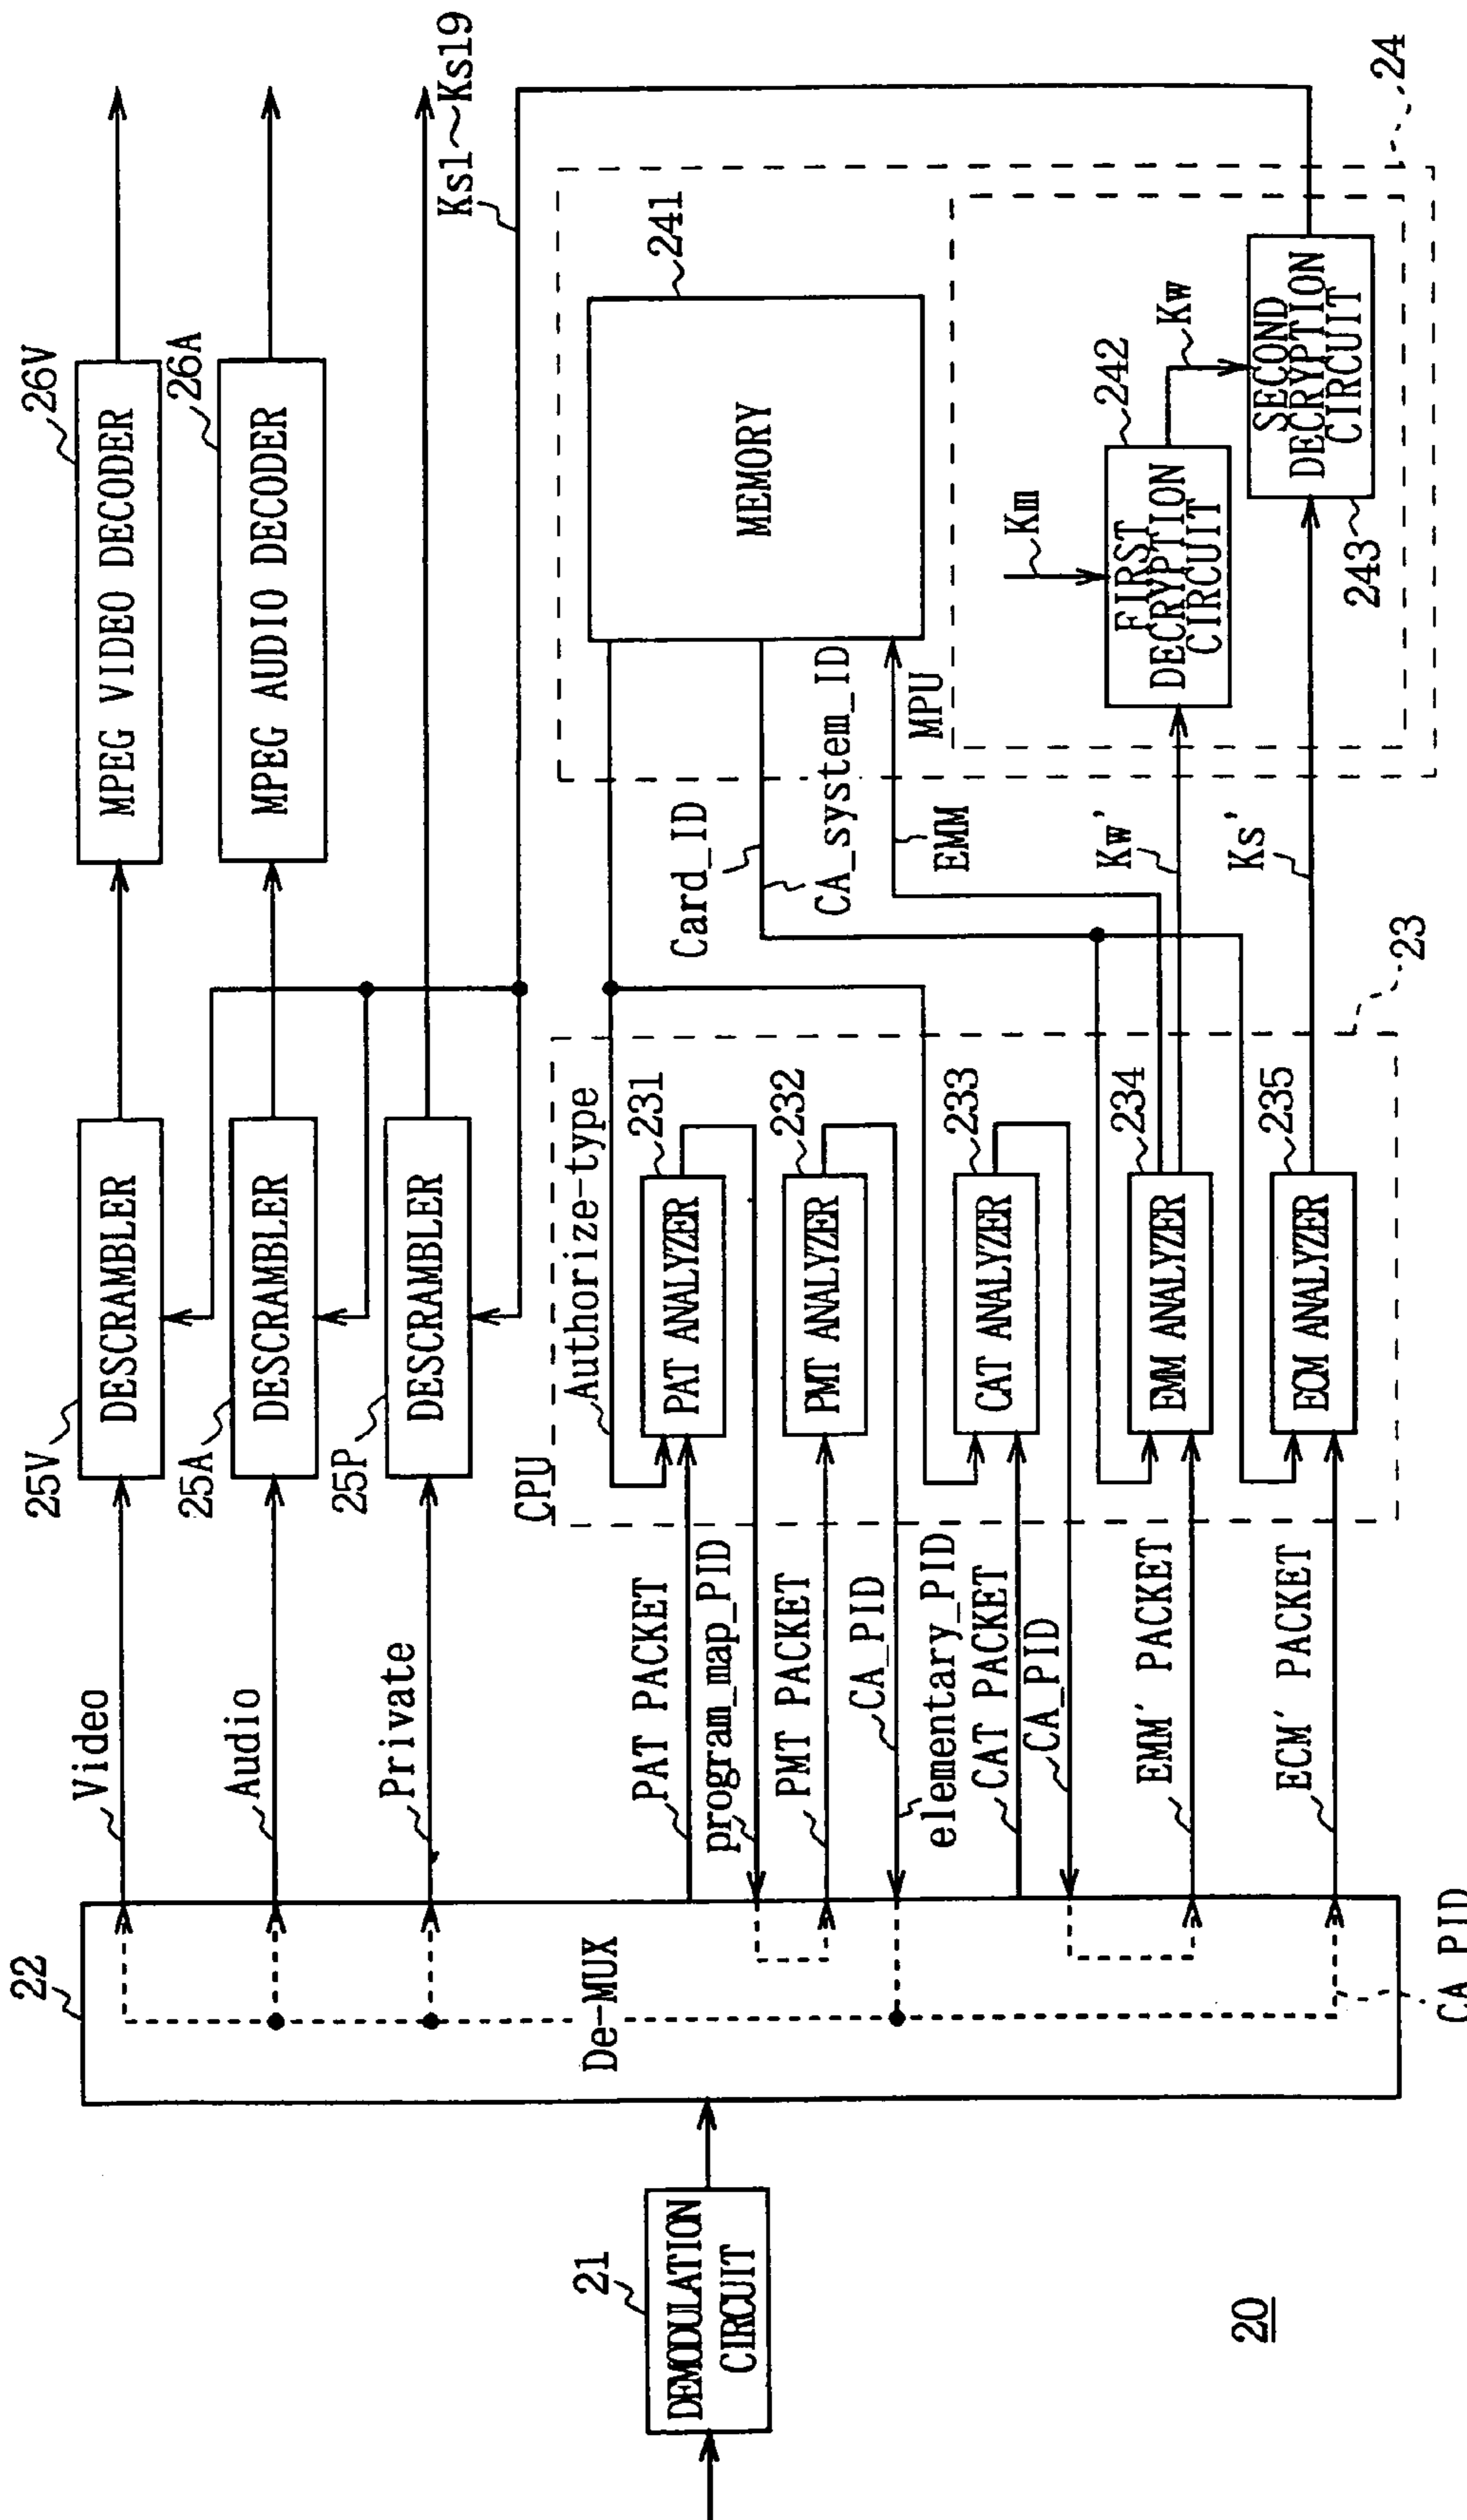 20
21
DEMODULATION
CIRCUIT
22
De-MUX
CA_PID
Video
Audio
Private
PAT PACKET
program_map_PID
PMT PACKET
CA_PID
elementary_PID
CAT PACKET
CA_PID
EMM' PACKET
ECM' PACKET
25V
DESCRAMBLER
25A
DESCRAMBLER
25P
DESCRAMBLER
CPU
Authorize-type
231
PAT ANALYZER
232
PMT ANALYZER
233
CAT ANALYZER
234
EMM ANALYZER
235
ECM ANALYZER
23
26V
MPEG VIDEO DECODER
26A
MPEG AUDIO DECODER
Card_ID
CA_system_ID
EMM
MPU
Kw'
Ks'
241
MEMORY
Km
242
FIRST
DECRYPTION
CIRCUIT
Kw
243
SECOND
DECRYPTION
CIRCUIT
24
Ks1~Ks19